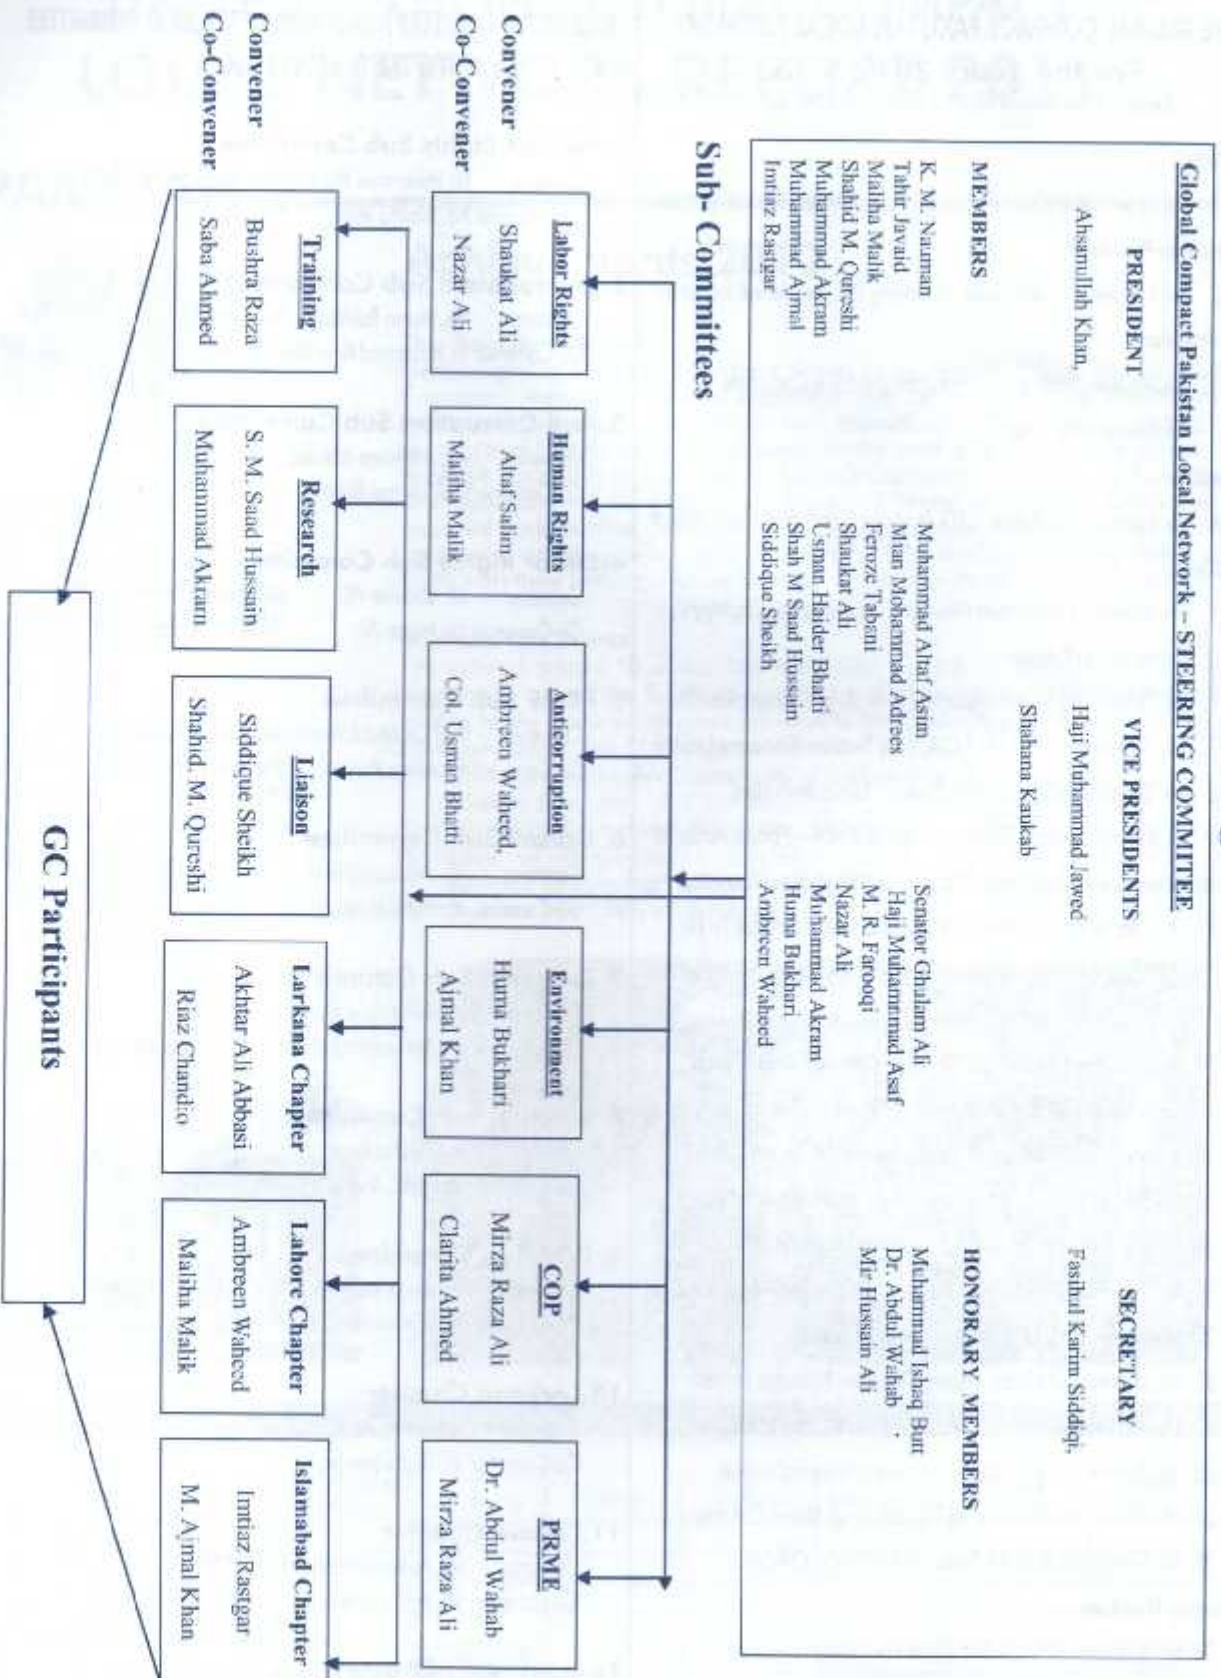 Global Compact Pakistan Local Network – STEERING COMMITTEE
PRESIDENT
VICE PRESIDENTS
SECRETARY
Ahsanullah Khan,
Haji Muhammad Jawed
Fasihul Karim Siddiqi,
Shahana Kaukab
MEMBERS
HONORARY MEMBERS
K. M. Nauman
Muhammad Altaf Asim
Senator Ghulam Ali
Muhammad Ishaq Butt
Tahir Javaid
Mian Mohammad Adrees
Haji Muhammad Asaf
Dr. Abdul Wahab
Maliha Malik
Feroze Tabani
M. R. Farooqi
Mir Hussain Ali
Shahid M. Qureshi
Shaukat Ali
Nazar Ali
Muhammad Akram
Usman Haider Bhatti
Muhammad Akram
Muhammad Ajmal
Shah M Saad Hussain
Huma Bukhari
Imtiaz Rastgar
Siddique Sheikh
Ambreen Waheed
Sub- Committees
Labor Rights
Human Rights
Anticorruption
Environment
COP
PRME
Convener
Shaukat Ali
Altaf Salim
Ambreen Waheed,
Huma Bukhari
Mirza Raza Ali
Dr. Abdul Wahab
Co-Convener
Nazar Ali
Maliha Malik
Col. Usman Bhatti
Ajmal Khan
Clarita Ahmed
Mirza Raza Ali
Training
Research
Liaison
Larkana Chapter
Lahore Chapter
Islamabad Chapter
Convener
Bushra Raza
S. M. Saad Hussain
Siddique Sheikh
Akhtar Ali Abbasi
Ambreen Waheed
Imtiaz Rastgar
Co-Convener
Saba Ahmed
Muhammad Akram
Shahd. M. Qureshi
Riaz Chandio
Maliha Malik
M. Ajmal Khan
GC Participants